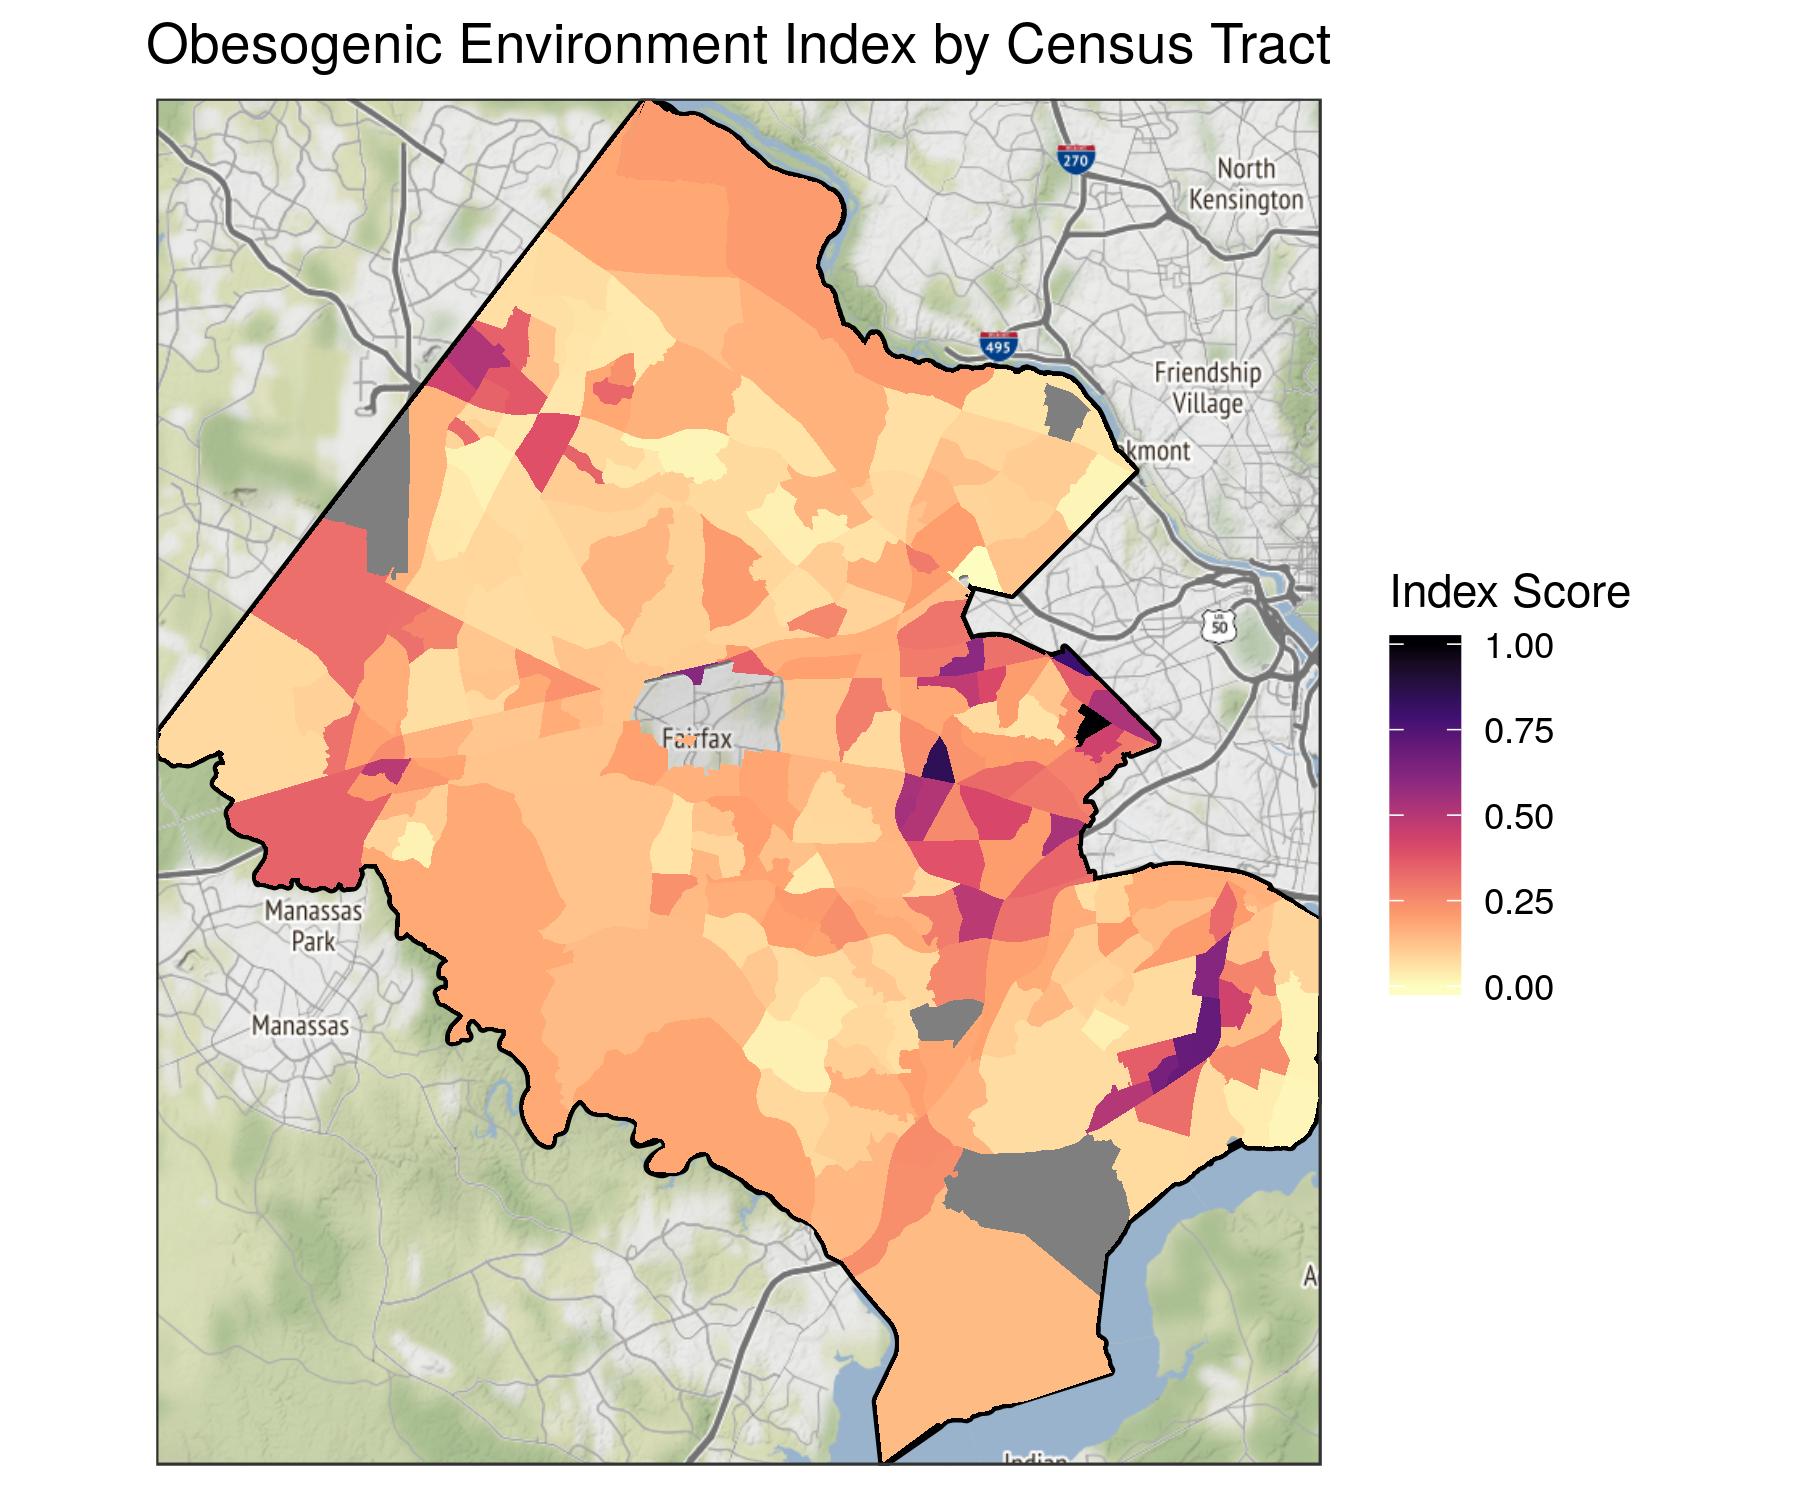 Obesogenic Environment Index by Census Tract
270
North
Kensington
495
Friendship
Village
kmont
Index Score
1.00
0.75
0.50
0.25
0.00
US
50
Fairfax
Manassas
Park
Manassas
A